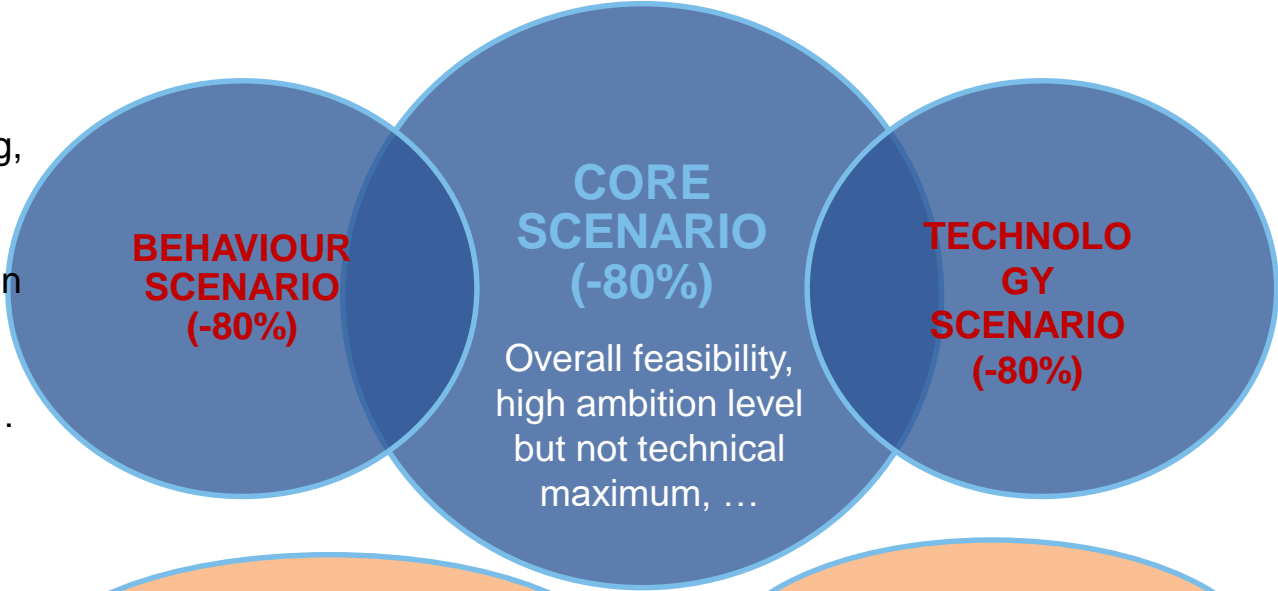 g,
n
.
BEHAVIOUR
SCENARIO
(-80%)
CORE
SCENARIO
(-80%)
Overall feasibility,
high ambition level
but not technical
maximum, …
TECHNOLO
GY
SCENARIO
(-80%)